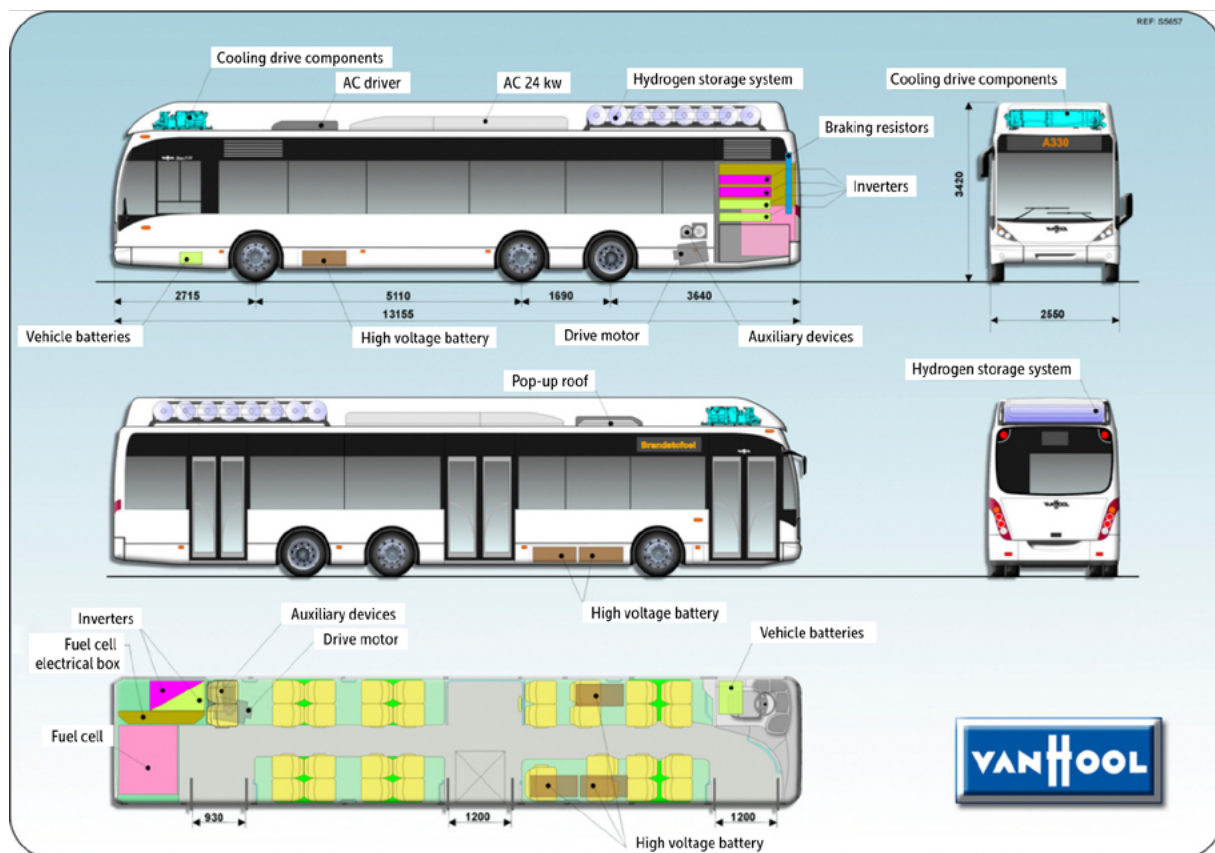 REF: S5657
Cooling drive components
AC driver
AC 24 kw
Hydrogen storage system
Cooling drive components
Braking resistors
Inverters
A330
3420
VANHOOL
2715
5110
1690
3640
13155
2550
Vehicle batteries
High voltage battery
Drive motor
Auxiliary devices
Pop-up roof
Hydrogen storage system
Brandstofcel
VANHOOL
High voltage battery
Inverters
Auxiliary devices
Vehicle batteries
Fuel cell
electrical box
Drive motor
Fuel cell
VANHOOL
930
1200
1200
High voltage battery